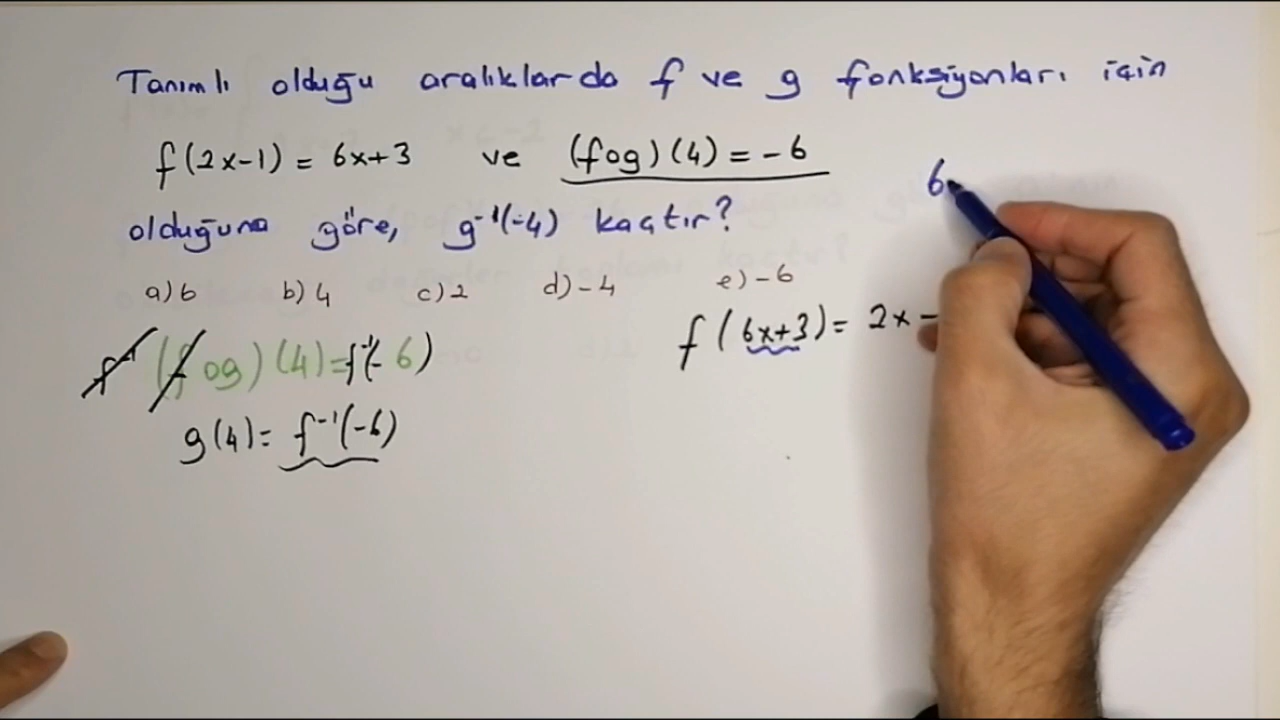 Tanımlı olduğu aralıklarda f ve g fonksiyonları için
f(2x-1) = 6x+3 ve (fog)(4) = -6
olduğuna göre, g⁻¹(-4) kaçtır?
a) 6 b) 4 c) 2 d) -4 e) -6
f⁻¹(fog)(4)=f⁻¹(-6)
g(4)= f⁻¹(-6)
6
f(6x+3)= 2x-